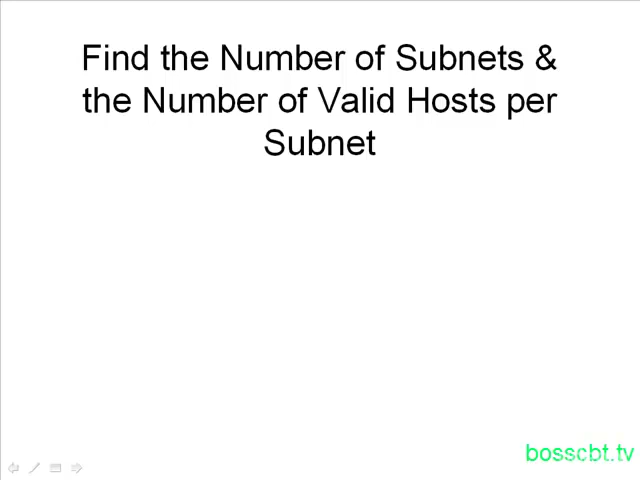 Find the Number of Subnets &
the Number of Valid Hosts per
Subnet
bosscbt.tv